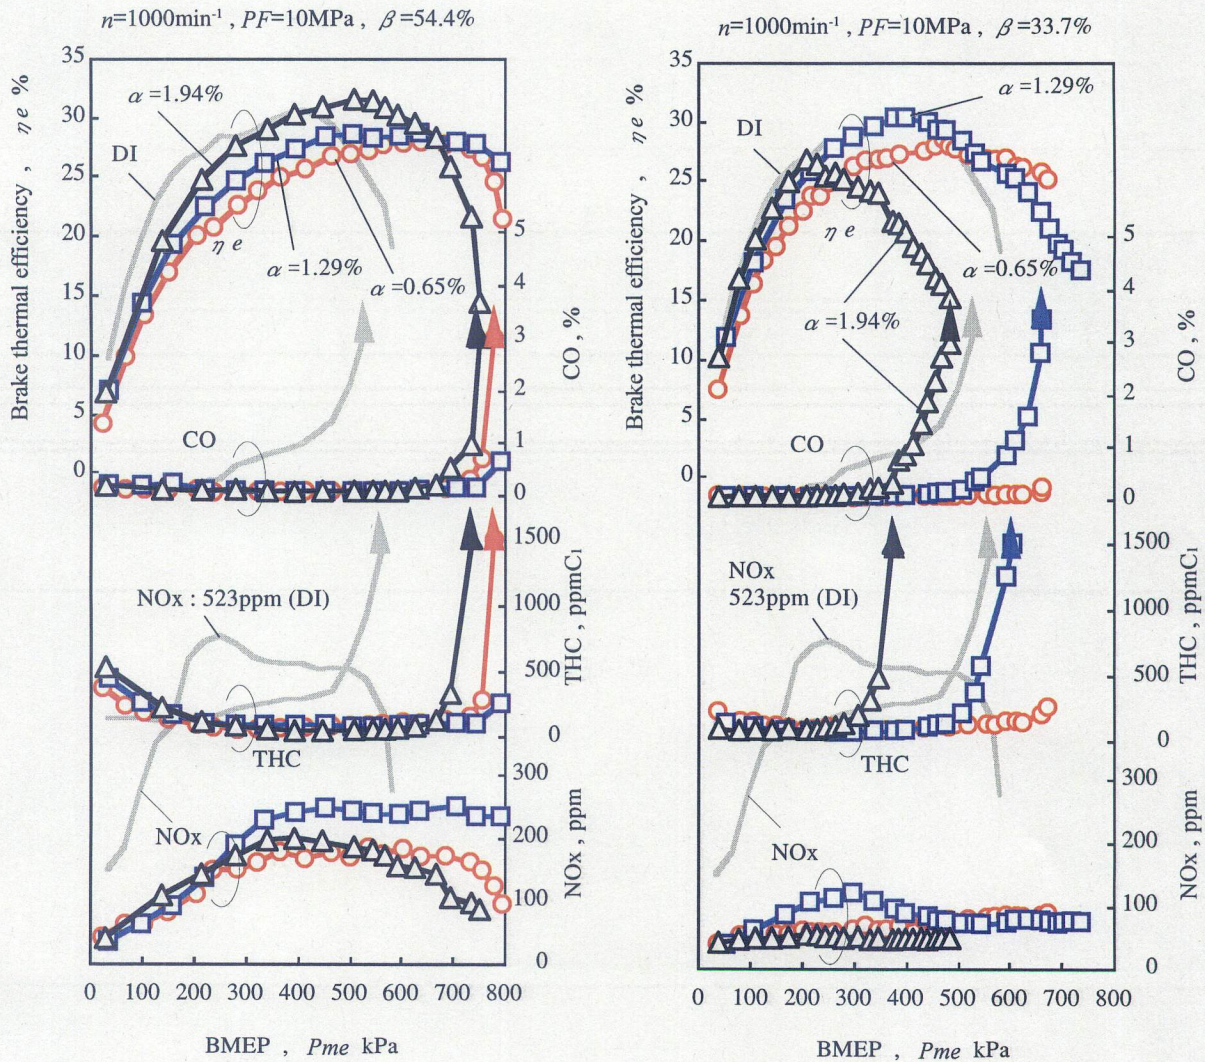 n=1000min⁻¹ , PF=10MPa , β=54.4%
35
30
25
20
15
10
5
0
Brake thermal efficiency , η e %
α=1.94%
DI
η e
α=1.29%
α=0.65%
CO
5
4
3
2
1
0
CO , %
NOx : 523ppm (DI)
THC
1500
1000
500
0
THC , ppmC₁
NOx
300
200
100
0
NOx , ppm
0 100 200 300 400 500 600 700 800
BMEP , Pme kPa
n=1000min⁻¹ , PF=10MPa , β=33.7%
35
30
25
20
15
10
5
0
Brake thermal efficiency , η e %
α=1.29%
DI
η e
α=0.65%
α=1.94%
CO
5
4
3
2
1
0
CO , %
NOx
523ppm (DI)
THC
1500
1000
500
0
THC , ppmC₁
NOx
300
200
100
0
NOx , ppm
0 100 200 300 400 500 600 700 800
BMEP , Pme kPa